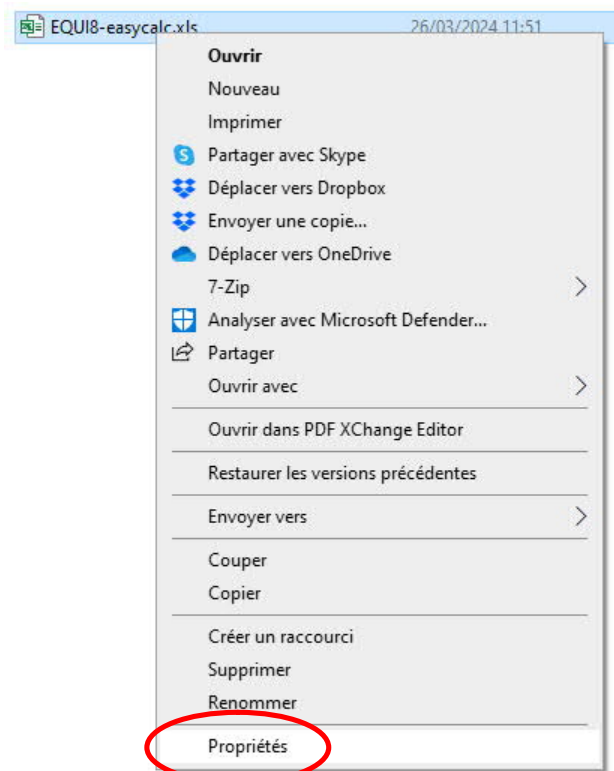 EQUI8-easycalc.xls 26/03/2024 11:51
Ouvrir
Nouveau
Imprimer
Partager avec Skype
Déplacer vers Dropbox
Envoyer une copie...
Déplacer vers OneDrive
7-Zip
Analyser avec Microsoft Defender...
Partager
Ouvrir avec
Ouvrir dans PDF XChange Editor
Restaurer les versions précédentes
Envoyer vers
Couper
Copier
Créer un raccourci
Supprimer
Renommer
Propriétés